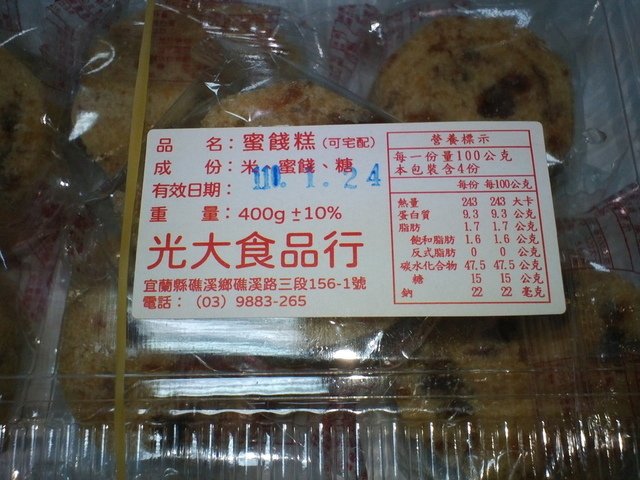 品 名：蜜餞糕(可宅配)
成 份：米、蜜餞、糖
有效日期： 110. 1. 24
重 量：400g±10%
光大食品行
宜蘭縣礁溪鄉礁溪路三段156-1號
電話：（03）9883-265
營養標示
每一份量100公克
本包裝含4份
每份 每100公克
熱量 243 243 大卡
蛋白質 9.3 9.3 公克
脂肪 1.7 1.7 公克
飽和脂肪 1.6 1.6 公克
反式脂肪 0 0 公克
碳水化合物 47.5 47.5 公克
糖 15 15 公克
鈉 22 22 毫克